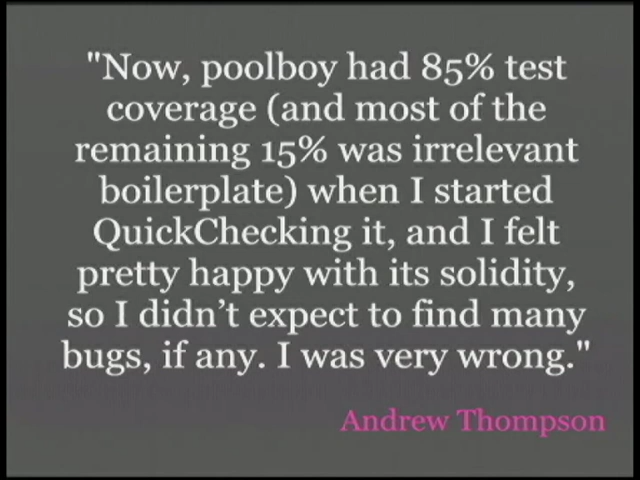 "Now, poolboy had 85% test
coverage (and most of the
remaining 15% was irrelevant
boilerplate) when I started
QuickChecking it, and I felt
pretty happy with its solidity,
so I didn’t expect to find many
bugs, if any. I was very wrong."
Andrew Thompson